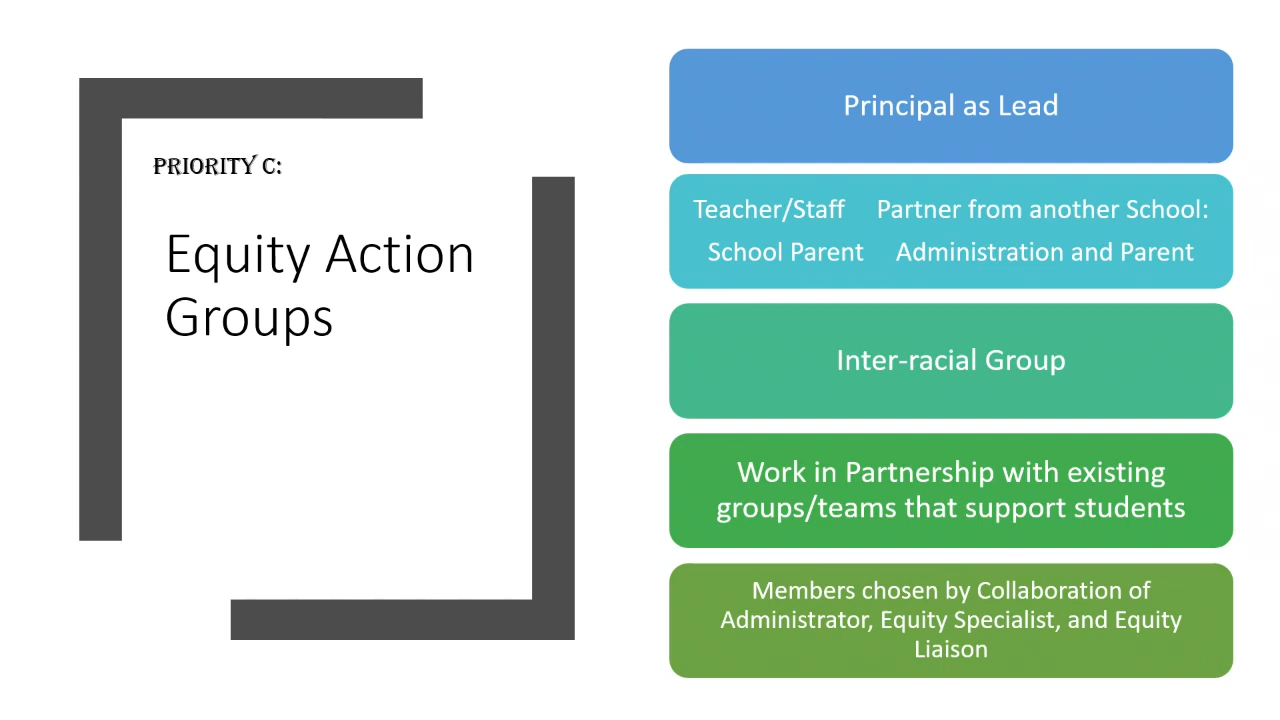 PRIORITY C:
Equity Action
Groups
Principal as Lead
Teacher/Staff Partner from another School:
School Parent Administration and Parent
Inter-racial Group
Work in Partnership with existing
groups/teams that support students
Members chosen by Collaboration of
Administrator, Equity Specialist, and Equity
Liaison